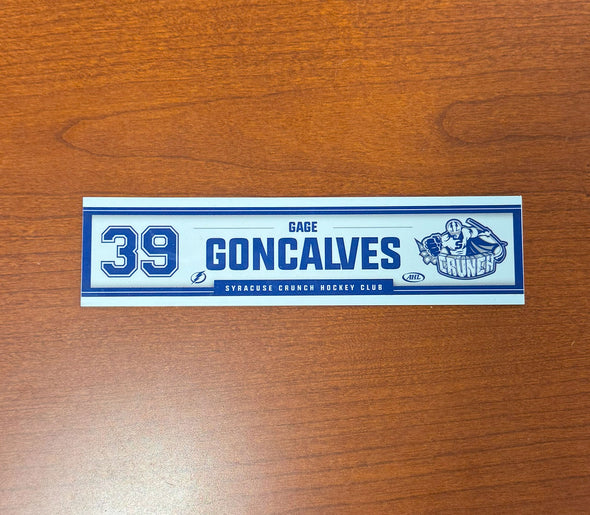 39
GAGE
GONCALVES
AHL
SYRACUSE CRUNCH HOCKEY CLUB
S
CRUNCH